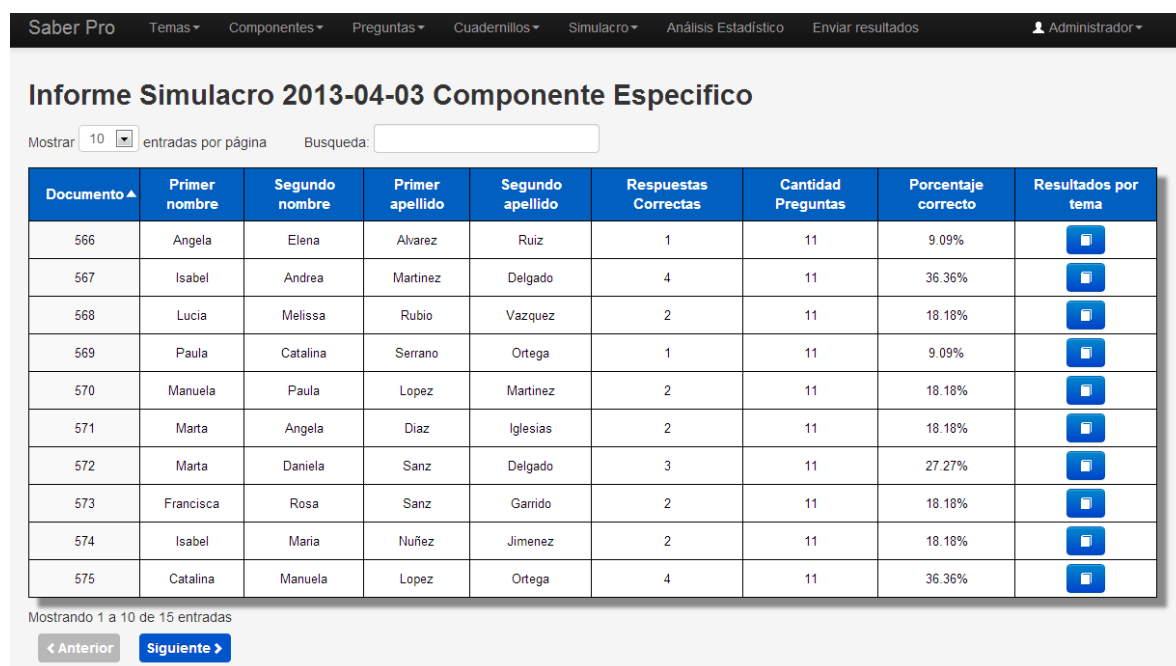 Saber Pro Temas Componentes Preguntas Cuadernillos Simulacro Análisis Estadístico Enviar resultados Administrador
Informe Simulacro 2013-04-03 Componente Especifico
Mostrar 10 entradas por página Busqueda:
Documento Primer nombre Segundo nombre Primer apellido Segundo apellido Respuestas Correctas Cantidad Preguntas Porcentaje correcto Resultados por tema
566 Angela Elena Alvarez Ruiz 1 11 9.09%
567 Isabel Andrea Martinez Delgado 4 11 36.36%
568 Lucia Melissa Rubio Vazquez 2 11 18.18%
569 Paula Catalina Serrano Ortega 1 11 9.09%
570 Manuela Paula Lopez Martinez 2 11 18.18%
571 Marta Angela Diaz Iglesias 2 11 18.18%
572 Marta Daniela Sanz Delgado 3 11 27.27%
573 Francisca Rosa Sanz Garrido 2 11 18.18%
574 Isabel Maria Nuñez Jimenez 2 11 18.18%
575 Catalina Manuela Lopez Ortega 4 11 36.36%
Mostrando 1 a 10 de 15 entradas
Anterior Siguiente